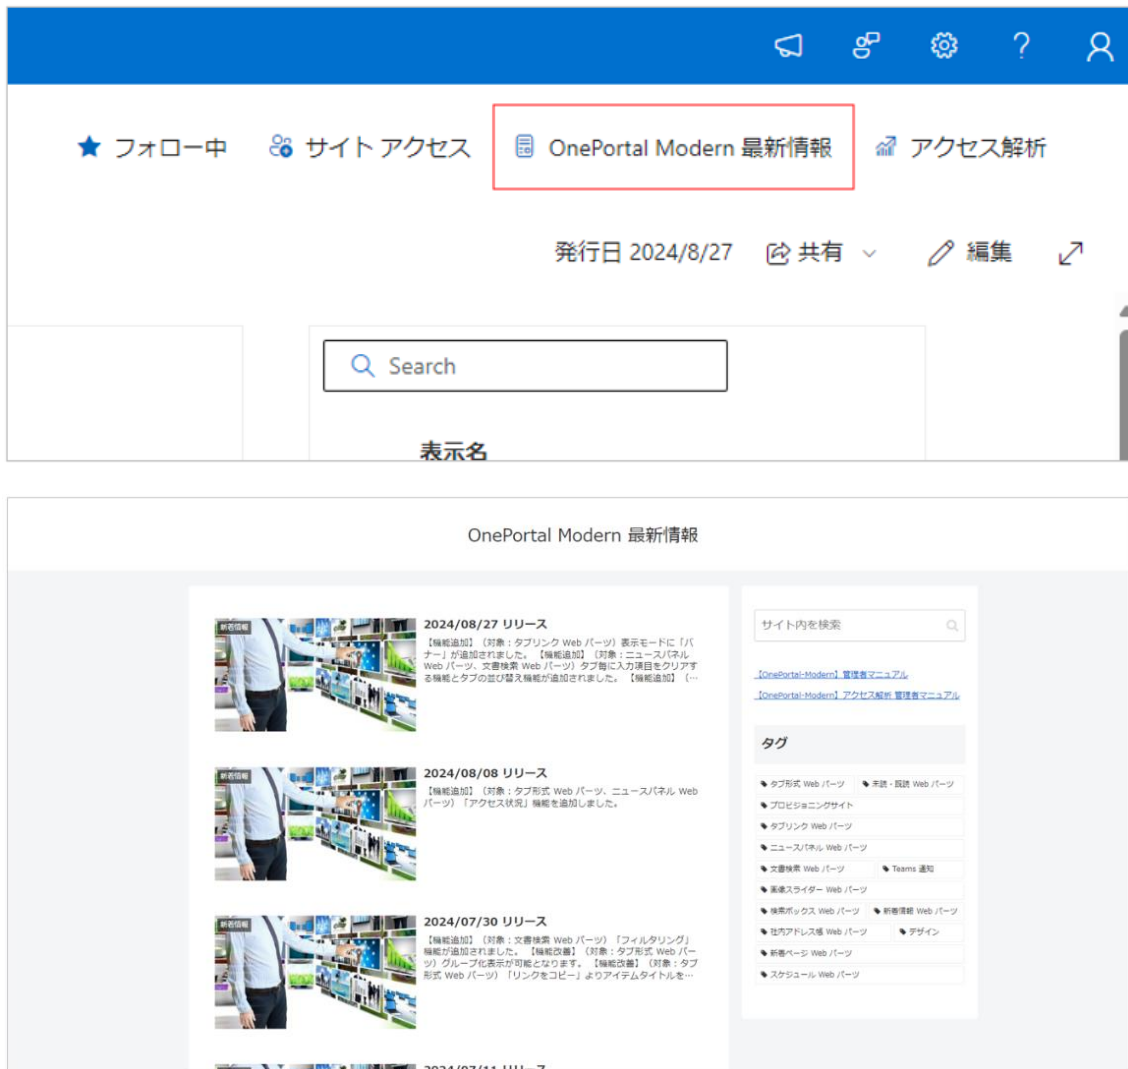 フォロー中 サイト アクセス OnePortal Modern 最新情報 アクセス解析
発行日 2024/8/27 共有 編集
Search
表示名
OnePortal Modern 最新情報
新着情報
2024/08/27 リリース
【機能追加】（対象：タブリンク Web パーツ）表示モードに「バ
ナー」が追加されました。 【機能追加】（対象：ニュースパネル
Web パーツ、文書検索 Web パーツ）タブ毎に入力項目をクリアす
る機能とタブの並び替え機能が追加されました。 【機能追加】（…
新着情報
2024/08/08 リリース
【機能追加】（対象：タブ形式 Web パーツ、ニュースパネル Web
パーツ）「アクセス状況」機能を追加しました。
新着情報
2024/07/30 リリース
【機能追加】（対象：文書検索 Web パーツ）「フィルタリング」
機能が追加されました。【機能改善】（対象：タブ形式 Web パー
ツ）グループ化表示が可能となります。 【機能改善】（対象：タブ
形式 Web パーツ）「リンクをコピー」よりアイテムタイトルを…
2024/07/11 リリース
サイト内を検索
【OnePortal-Modern】管理者マニュアル
【OnePortal-Modern】アクセス解析 管理者マニュアル
タグ
タブ形式 Web パーツ 未読・既読 Web パーツ
プロビジョニングサイト
タブリンク Web パーツ
ニュースパネル Web パーツ
文書検索 Web パーツ Teams 通知
画像スライダー Web パーツ
検索ボックス Web パーツ 新着情報 Web パーツ
社内アドレス帳 Web パーツ デザイン
新着ページ Web パーツ
スケジュール Web パーツ